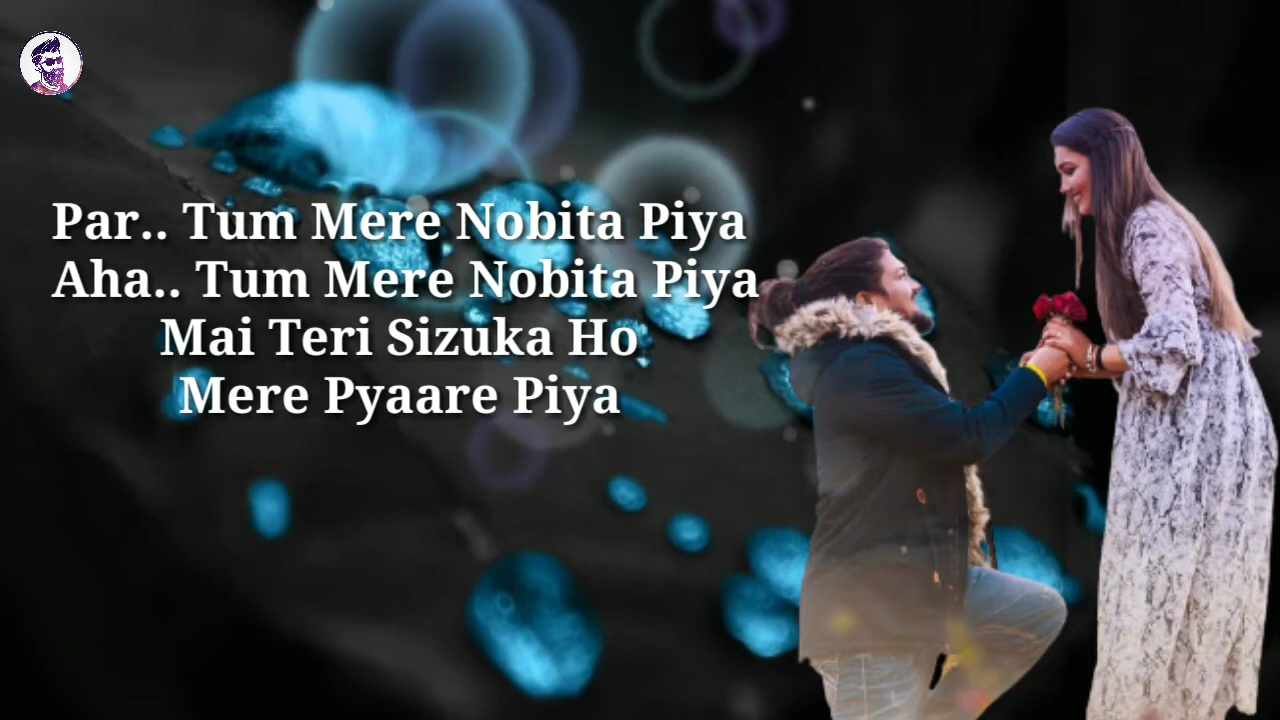 Par.. Tum Mere Nobita Piya
Aha.. Tum Mere Nobita Piya
Mai Teri Sizuka Ho
Mere Pyaare Piya